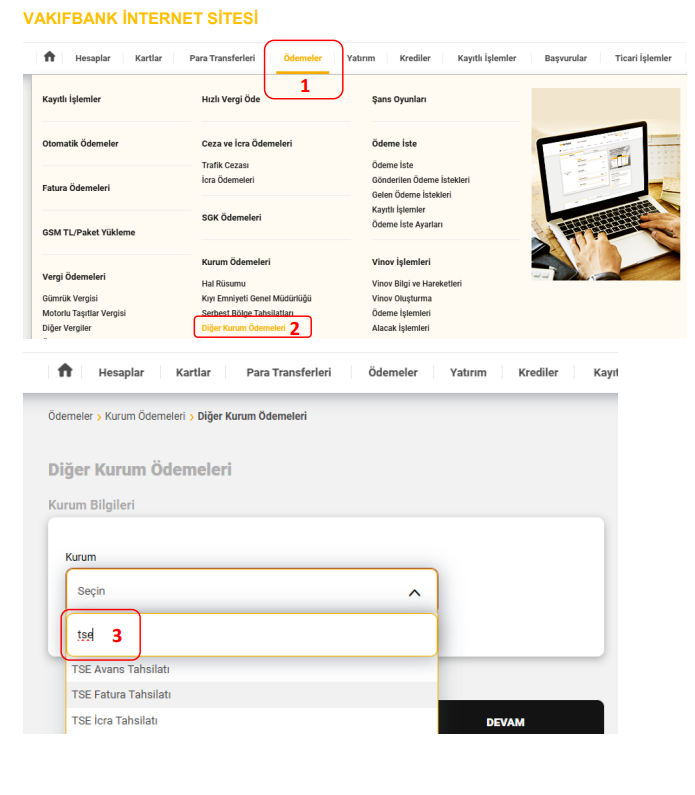 VAKIFBANK İNTERNET SİTESİ
Hesaplar Kartlar Para Transferleri Ödemeler Yatırım Krediler Kayıtlı İşlemler Başvurular Ticari İşlemler
1
Kayıtlı İşlemler
Otomatik Ödemeler
Fatura Ödemeleri
GSM TL/Paket Yükleme
Vergi Ödemeleri
Gümrük Vergisi
Motorlu Taşıtlar Vergisi
Diğer Vergiler
Hızlı Vergi Öde
Ceza ve İcra Ödemeleri
Trafik Cezası
İcra Ödemeleri
SGK Ödemeleri
Kurum Ödemeleri
Hal Rüsumu
Kıyı Emniyeti Genel Müdürlüğü
Serbest Bölge Tahsilatları
Diğer Kurum Ödemeleri 2
Şans Oyunları
Ödeme İste
Ödeme İste
Gönderilen Ödeme İstekleri
Gelen Ödeme İstekleri
Kayıtlı İşlemler
Ödeme İste Ayarları
Vinov İşlemleri
Vinov Bilgi ve Hareketleri
Vinov Oluşturma
Ödeme İşlemleri
Alacak İşlemleri
Hesaplar Kartlar Para Transferleri Ödemeler Yatırım Krediler Kayıt
Ödemeler > Kurum Ödemeleri > Diğer Kurum Ödemeleri
Diğer Kurum Ödemeleri
Kurum Bilgileri
Kurum
Seçin
tse 3
TSE Avans Tahsilatı
TSE Fatura Tahsilatı
TSE İcra Tahsilatı
DEVAM